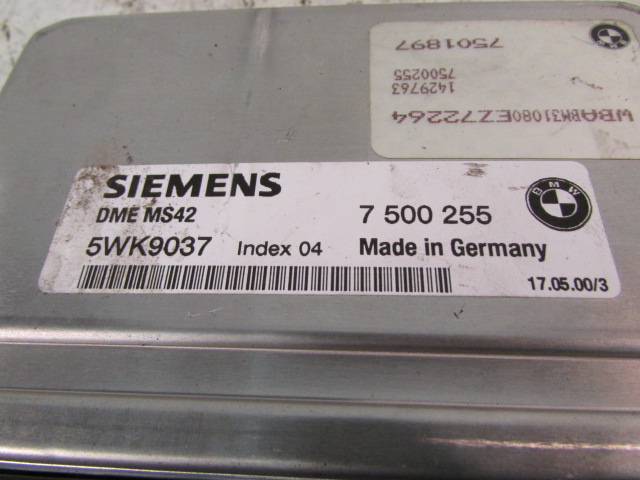 7501897
7500255
1429763
WBABM31080EZ72264
SIEMENS
DME MS42
7 500 255
BMW
5WK9037 Index 04 Made in Germany
17.05.00/3